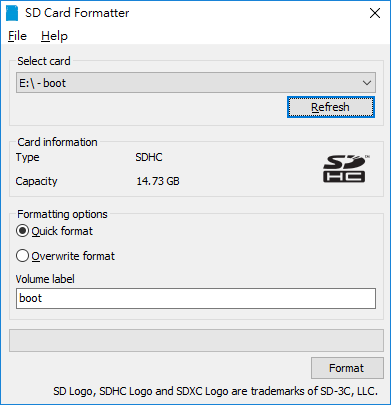 SD Card Formatter
File Help
Select card
E:\ - boot
Refresh
Card information
Type SDHC
Capacity 14.73 GB
SD
HC
Formatting options
Quick format
Overwrite format
Volume label
boot
Format
SD Logo, SDHC Logo and SDXC Logo are trademarks of SD-3C, LLC.